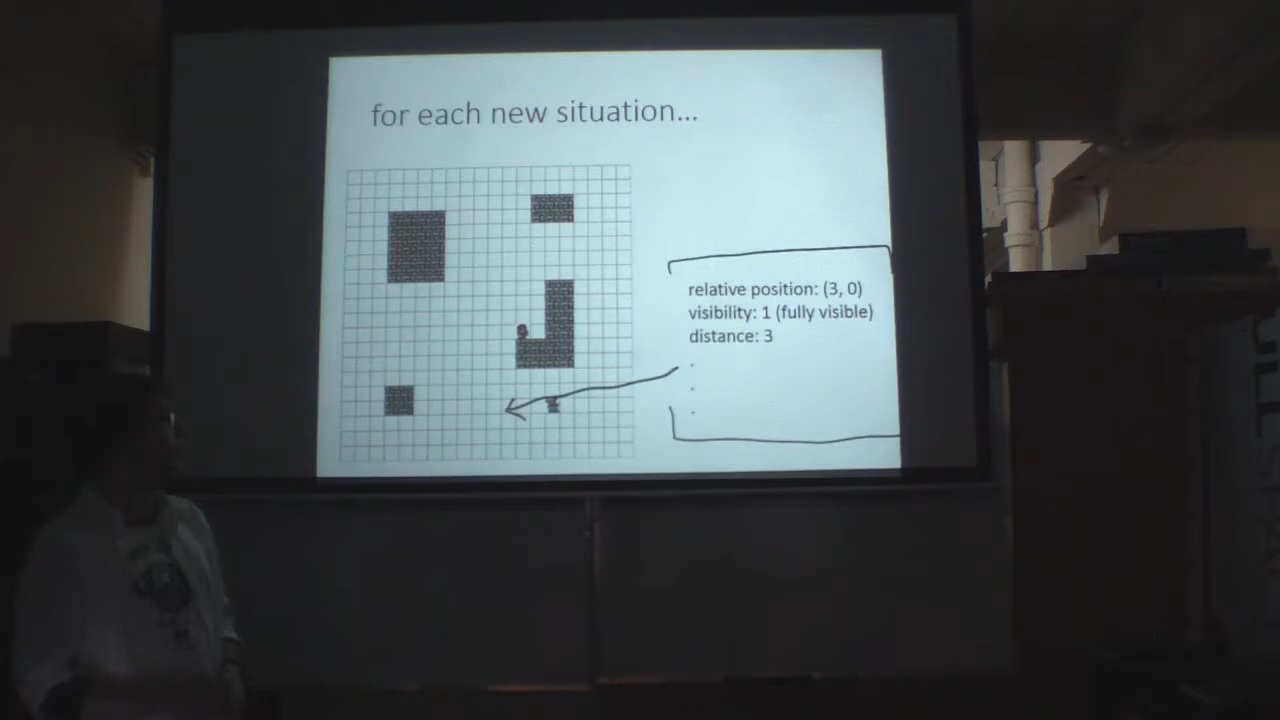 for each new situation...
relative position: (3, 0)
visibility: 1 (fully visible)
distance: 3
.
.
.